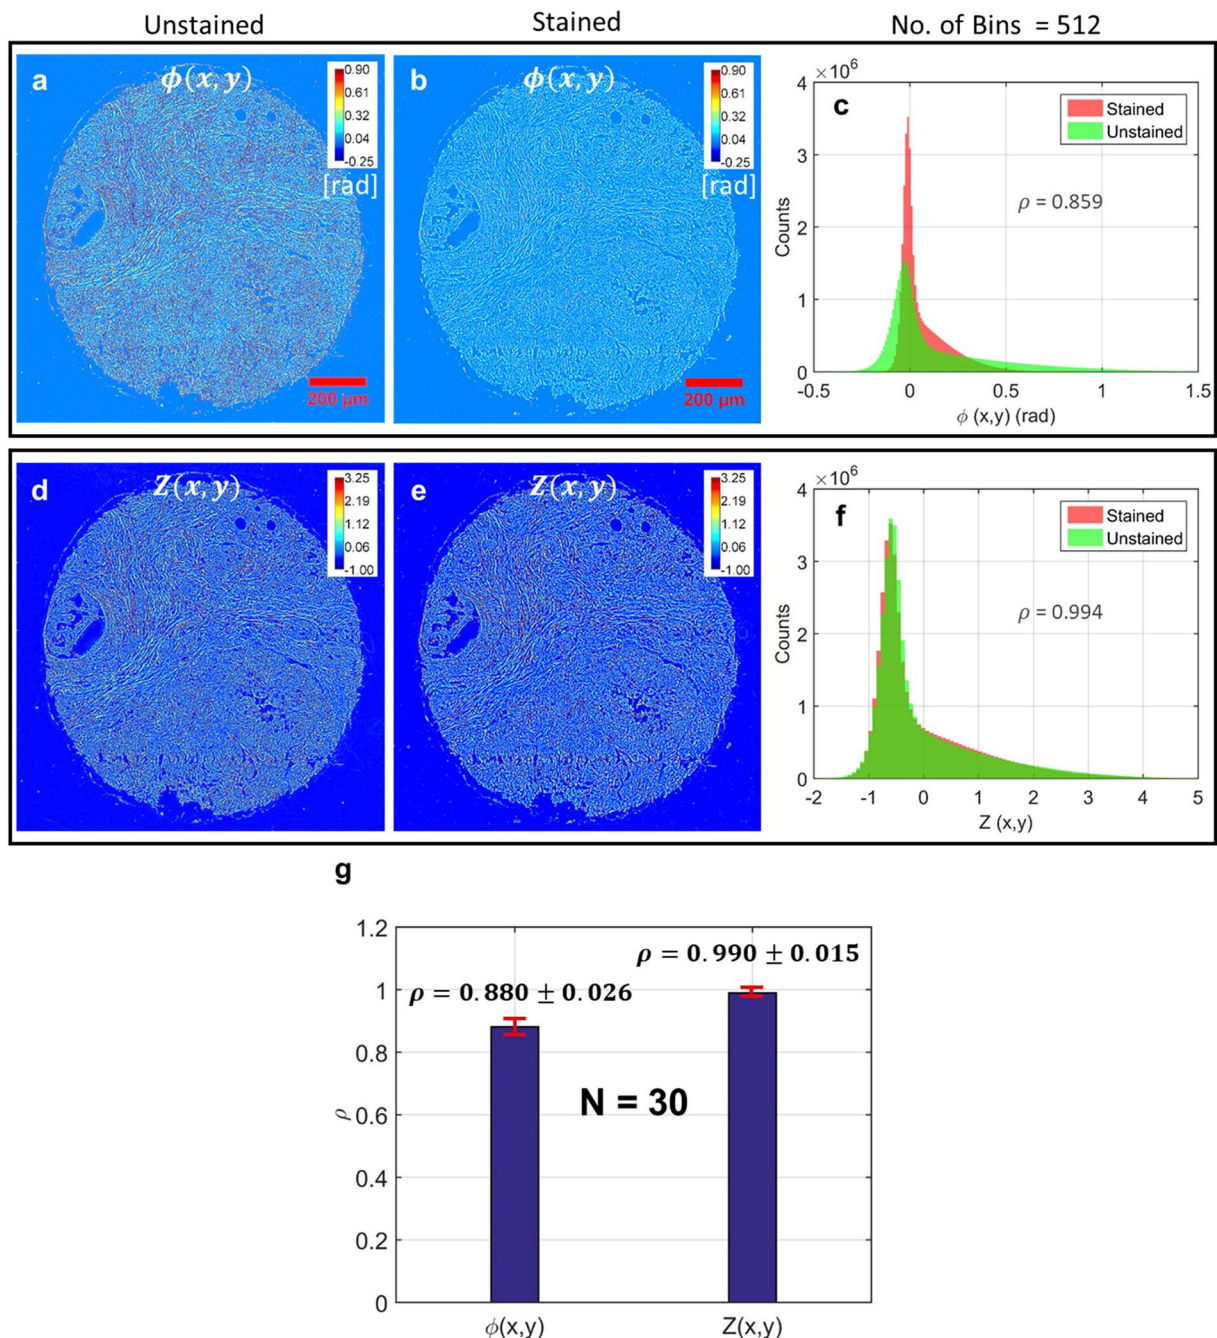 Unstained
Stained
No. of Bins = 512
a
ϕ(x, y)
0.90
0.61
0.32
0.04
-0.25
[rad]
200 µm
b
ϕ(x, y)
0.90
0.61
0.32
0.04
-0.25
[rad]
200 µm
×10⁶
c
Stained
Unstained
ρ = 0.859
Counts
4
3
2
1
0
-0.5 0 0.5 1 1.5
ϕ (x,y) (rad)
d
Z(x, y)
3.25
2.19
1.12
0.06
-1.00
e
Z(x, y)
3.25
2.19
1.12
0.06
-1.00
×10⁶
f
Stained
Unstained
ρ = 0.994
Counts
4
3
2
1
0
-2 -1 0 1 2 3 4 5
Z (x,y)
g
1.2
1
0.8
0.6
0.4
0.2
0
ρ
ρ = 0.880 ± 0.026
ρ = 0.990 ± 0.015
N = 30
ϕ(x,y) Z(x,y)